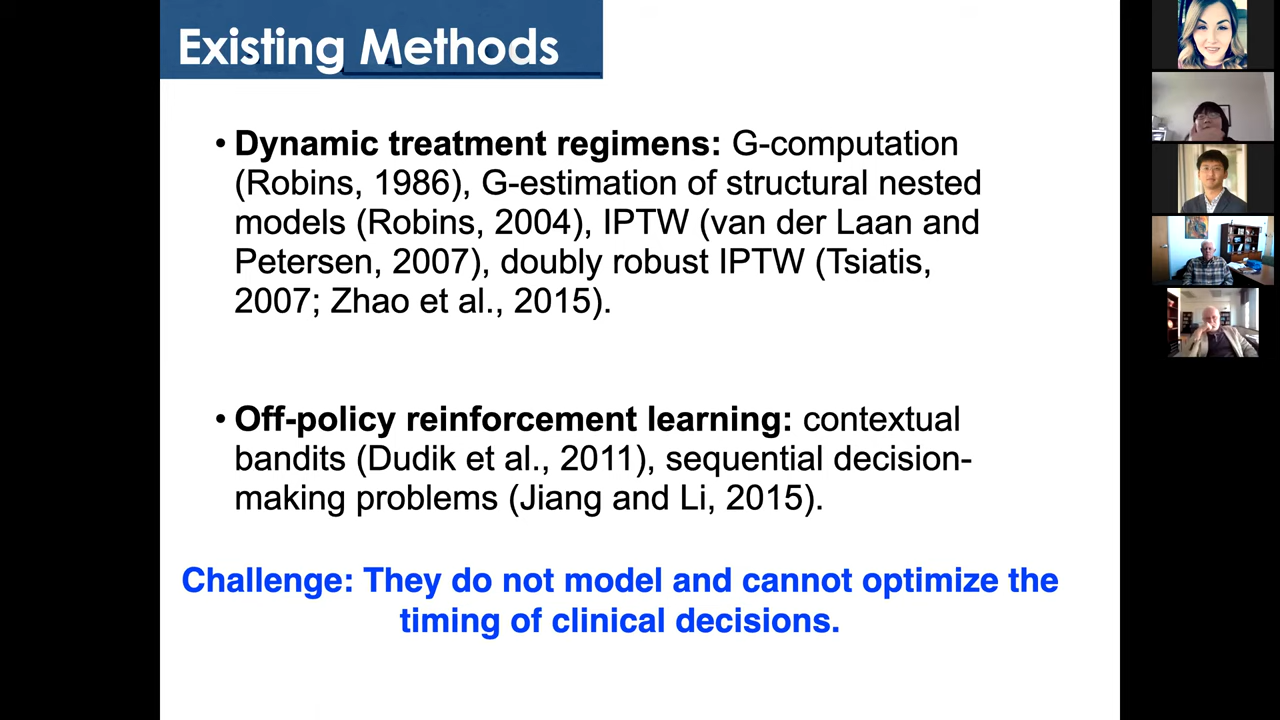 Existing Methods
• Dynamic treatment regimens: G-computation
(Robins, 1986), G-estimation of structural nested
models (Robins, 2004), IPTW (van der Laan and
Petersen, 2007), doubly robust IPTW (Tsiatis,
2007; Zhao et al., 2015).
• Off-policy reinforcement learning: contextual
bandits (Dudik et al., 2011), sequential decision-
making problems (Jiang and Li, 2015).
Challenge: They do not model and cannot optimize the
timing of clinical decisions.